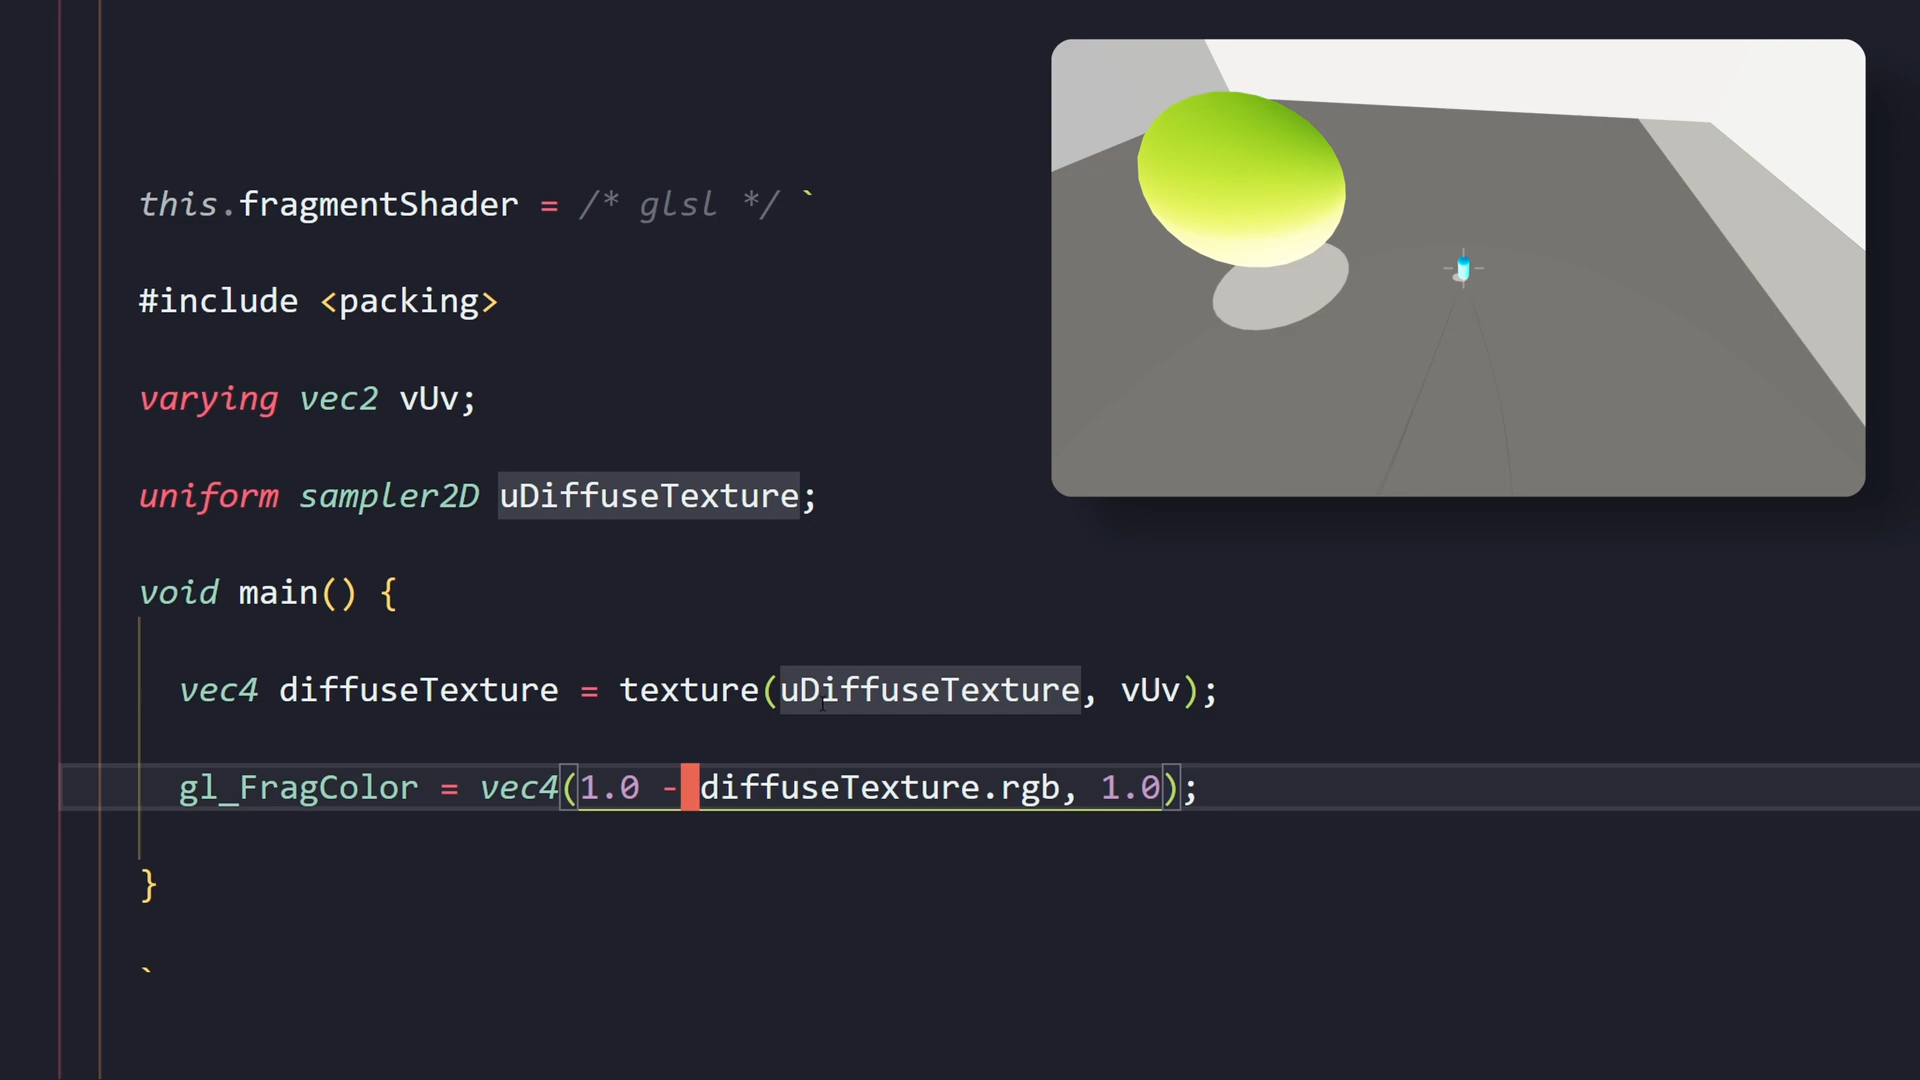 this.fragmentShader = /* glsl */ `
#include <packing>
varying vec2 vUv;
uniform sampler2D uDiffuseTexture;
void main() {
vec4 diffuseTexture = texture(uDiffuseTexture, vUv);
gl_FragColor = vec4(1.0 - diffuseTexture.rgb, 1.0);
}
`